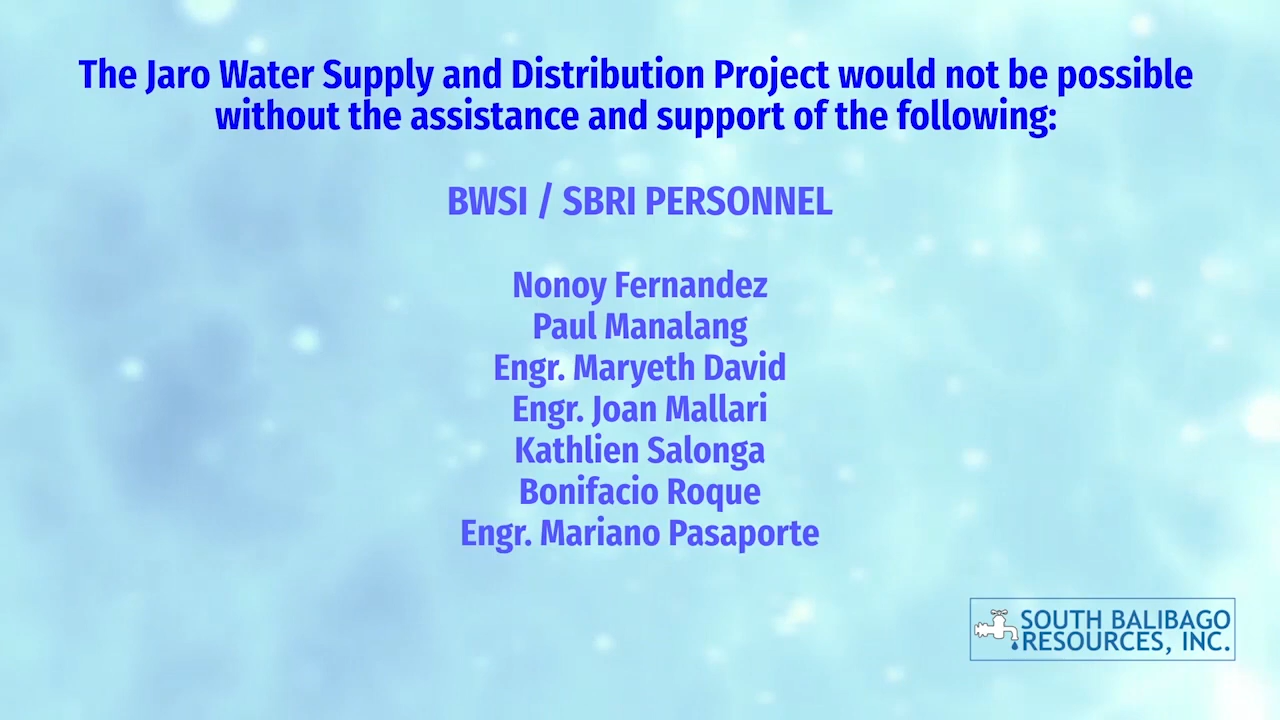 The Jaro Water Supply and Distribution Project would not be possible
without the assistance and support of the following:
BWSI / SBRI PERSONNEL
Nonoy Fernandez
Paul Manalang
Engr. Maryeth David
Engr. Joan Mallari
Kathlien Salonga
Bonifacio Roque
Engr. Mariano Pasaporte
SOUTH BALIBAGO
RESOURCES, INC.